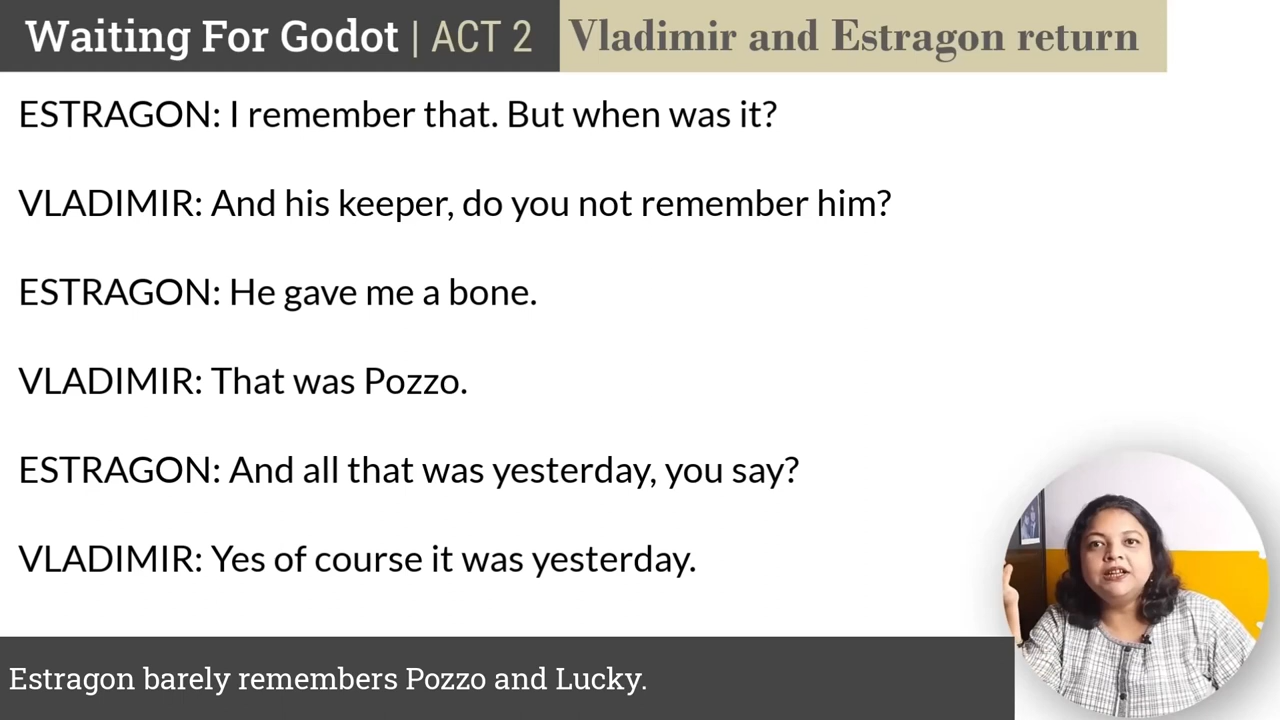 Waiting For Godot | ACT 2 Vladimir and Estragon return
ESTRAGON: I remember that. But when was it?
VLADIMIR: And his keeper, do you not remember him?
ESTRAGON: He gave me a bone.
VLADIMIR: That was Pozzo.
ESTRAGON: And all that was yesterday, you say?
VLADIMIR: Yes of course it was yesterday.
Estragon barely remembers Pozzo and Lucky.